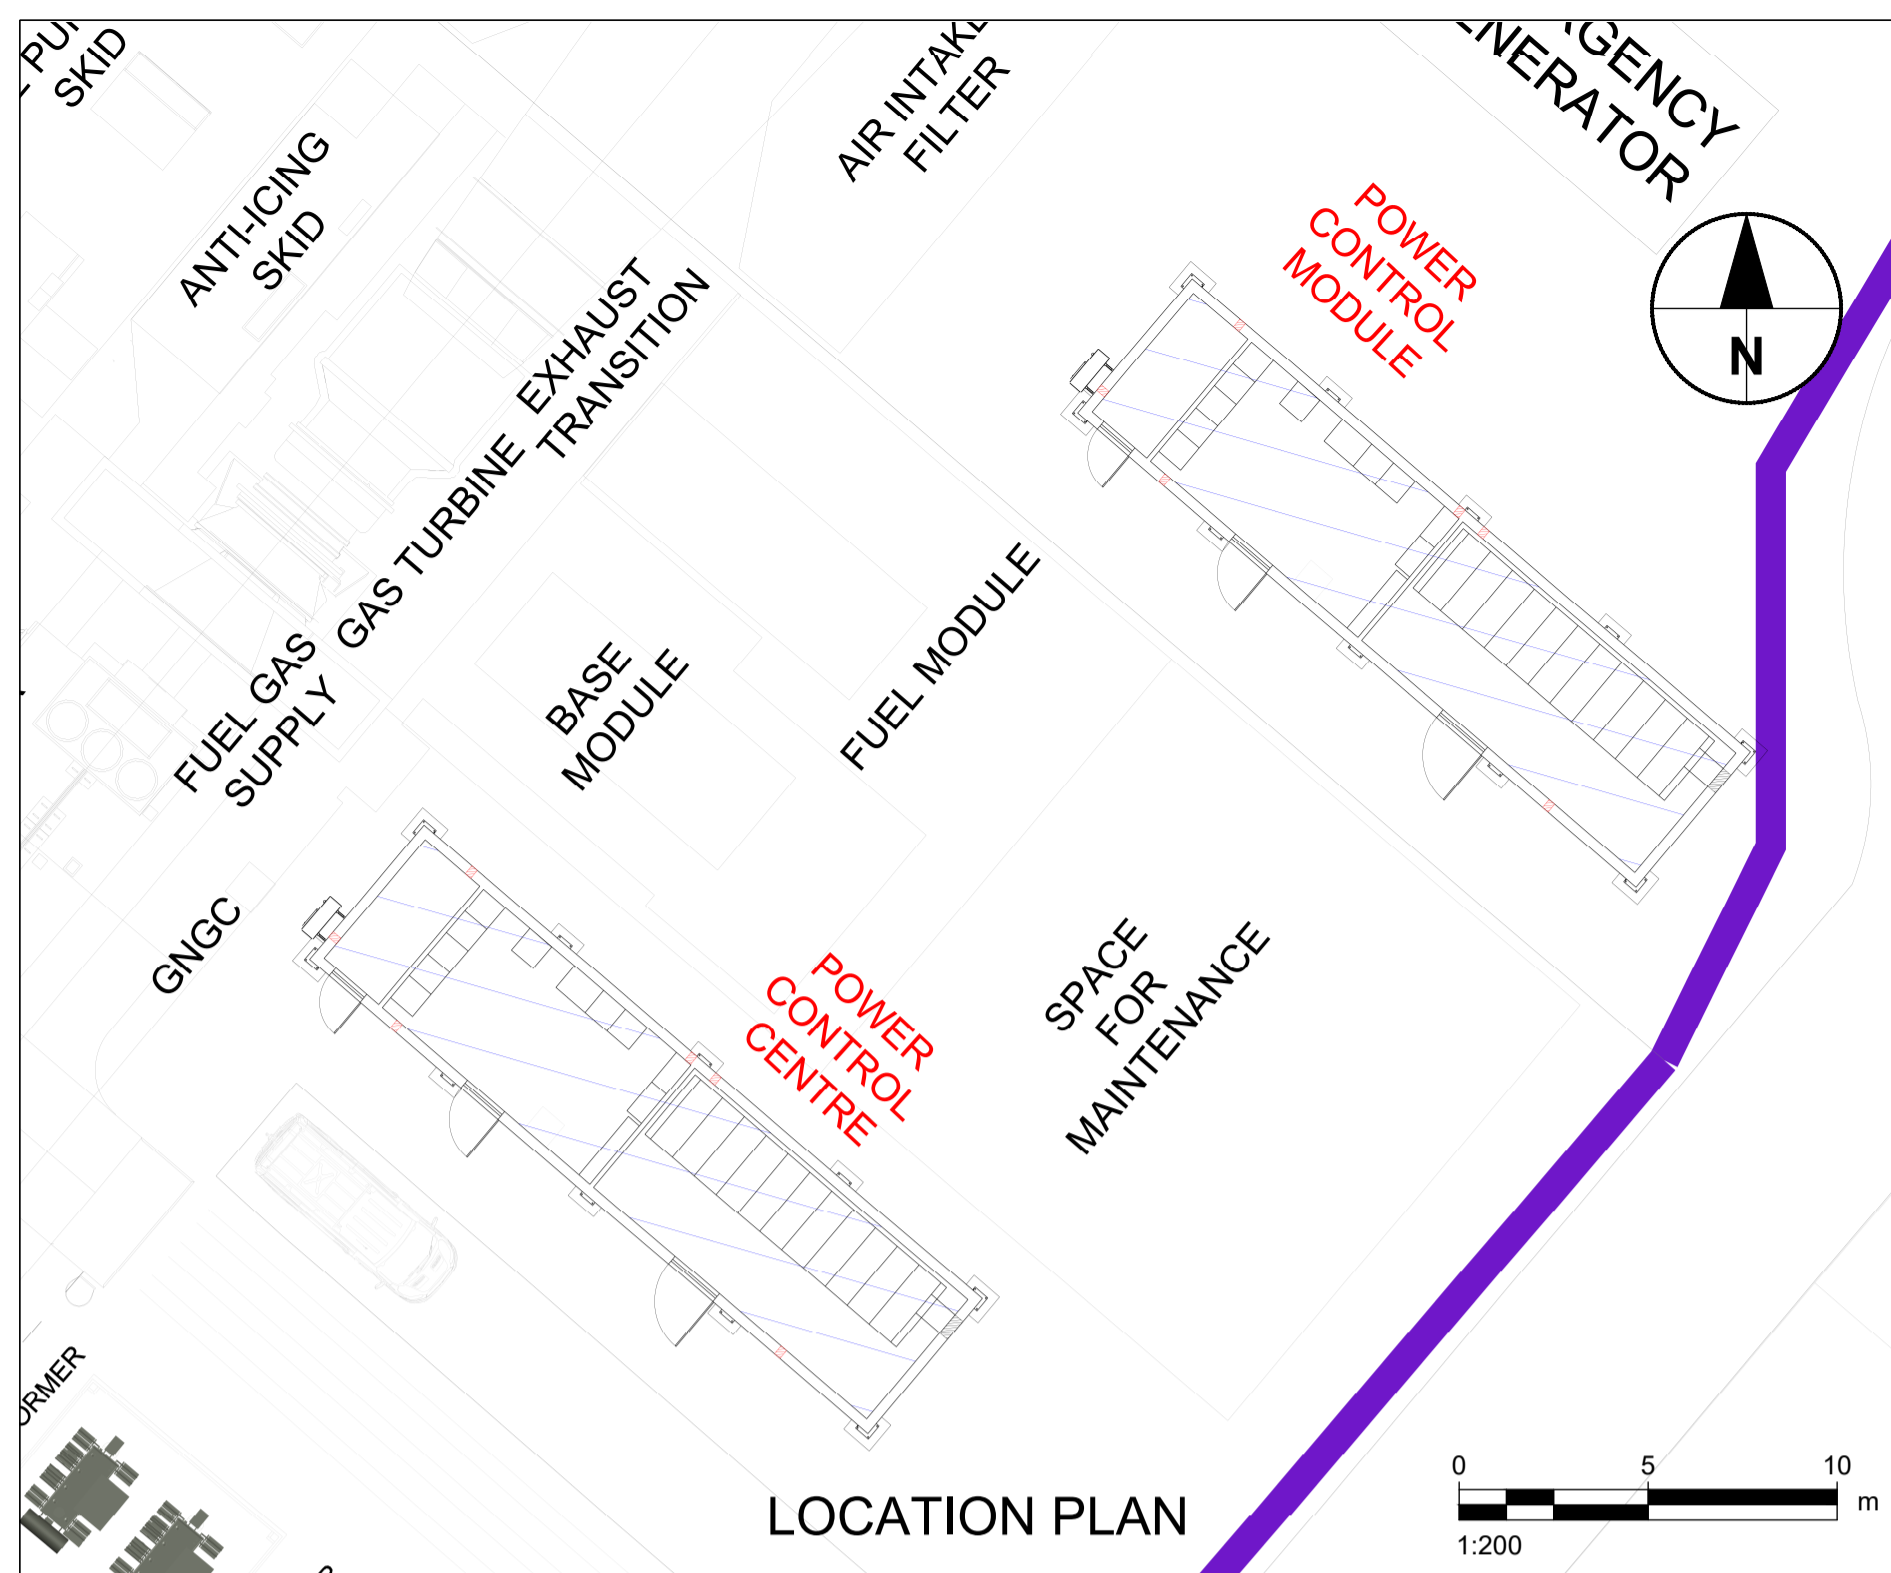 SKID
ANTI-ICING
SKID
AIR INTAKE
FILTER
POWER
CONTROL
MODULE
N
EXHAUST
TRANSITION
GAS TURBINE
FUEL GAS
SUPPLY
BASE
MODULE
FUEL MODULE
GNGC
POWER
CONTROL
CENTRE
SPACE
FOR
MAINTENANCE
LOCATION PLAN
0 5 10
m
1:200